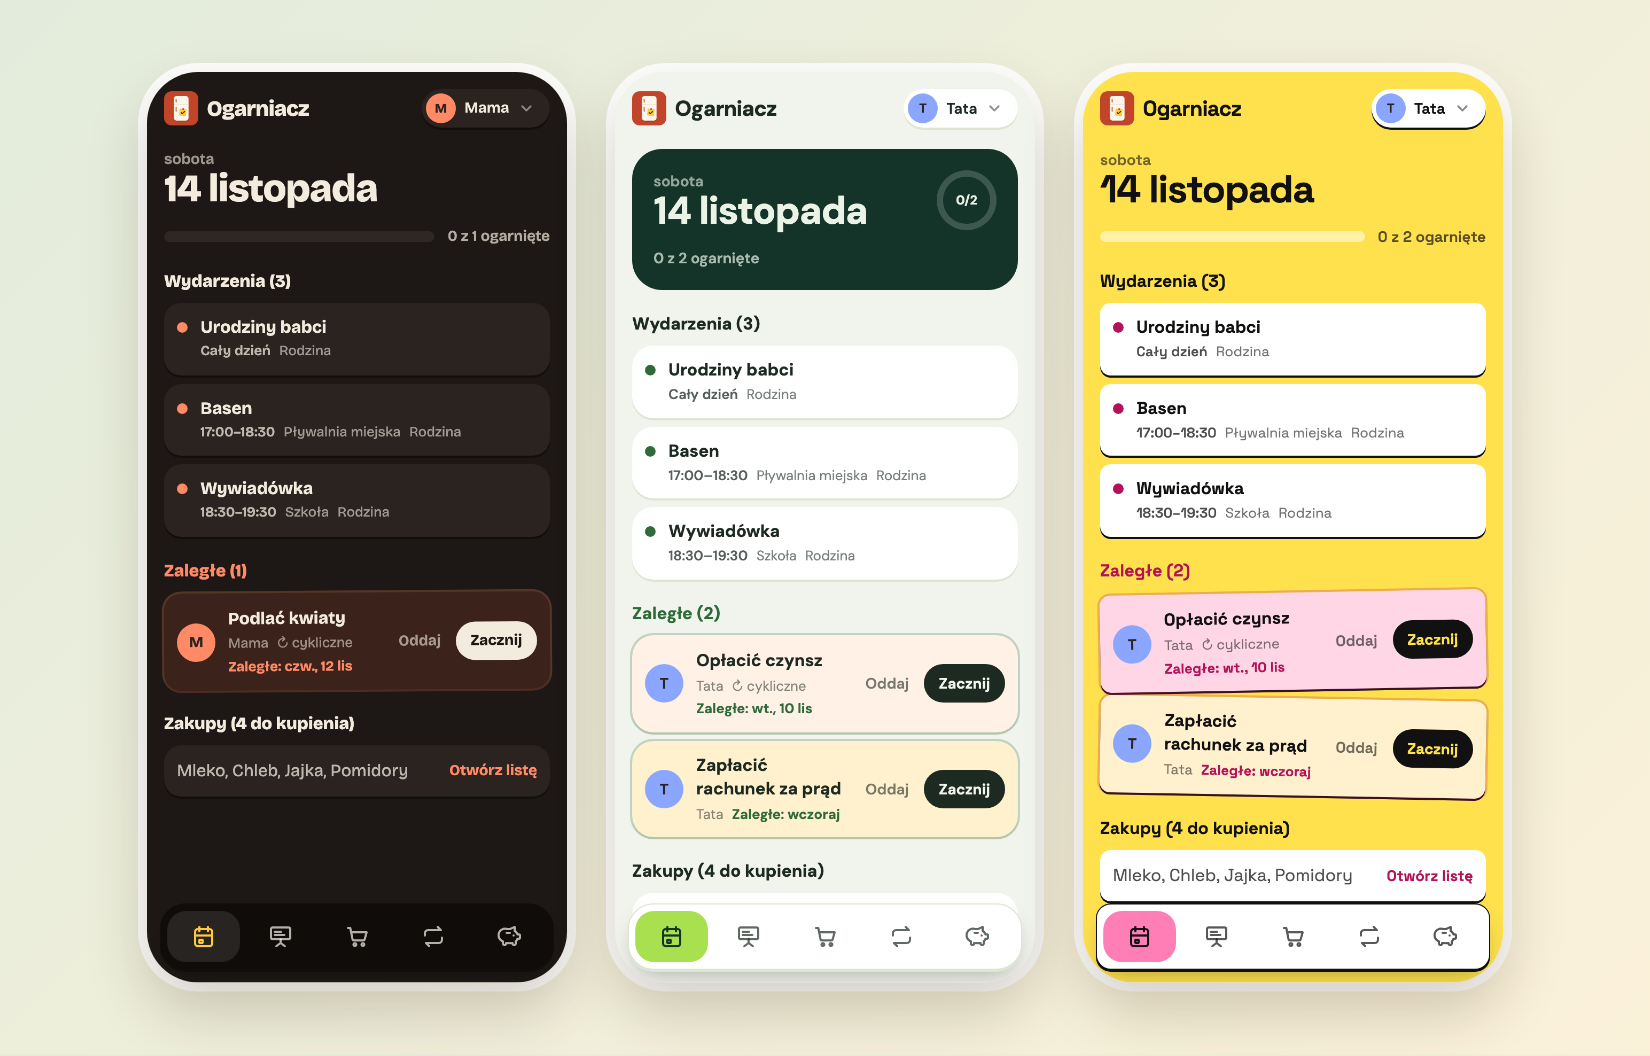 Ogarniacz
M Mama
sobota
14 listopada
0 z 1 ogarnięte
Wydarzenia (3)
Urodziny babci
Cały dzień Rodzina
Basen
17:00–18:30 Pływalnia miejska Rodzina
Wywiadówka
18:30–19:30 Szkoła Rodzina
Zaległe (1)
M
Podlać kwiaty
Mama ↻ cykliczne
Zaległe: czw., 12 lis
Oddaj
Zacznij
Zakupy (4 do kupienia)
Mleko, Chleb, Jajka, Pomidory
Otwórz listę
Ogarniacz
T Tata
sobota
14 listopada
0/2
0 z 2 ogarnięte
Wydarzenia (3)
Urodziny babci
Cały dzień Rodzina
Basen
17:00–18:30 Pływalnia miejska Rodzina
Wywiadówka
18:30–19:30 Szkoła Rodzina
Zaległe (2)
T
Opłacić czynsz
Tata ↻ cykliczne
Zaległe: wt., 10 lis
Oddaj
Zacznij
T
Zapłacić
rachunek za prąd
Tata Zaległe: wczoraj
Oddaj
Zacznij
Zakupy (4 do kupienia)
Ogarniacz
T Tata
sobota
14 listopada
0 z 2 ogarnięte
Wydarzenia (3)
Urodziny babci
Cały dzień Rodzina
Basen
17:00–18:30 Pływalnia miejska Rodzina
Wywiadówka
18:30–19:30 Szkoła Rodzina
Zaległe (2)
T
Opłacić czynsz
Tata ↻ cykliczne
Zaległe: wt., 10 lis
Oddaj
Zacznij
T
Zapłacić
rachunek za prąd
Tata Zaległe: wczoraj
Oddaj
Zacznij
Zakupy (4 do kupienia)
Mleko, Chleb, Jajka, Pomidory
Otwórz listę